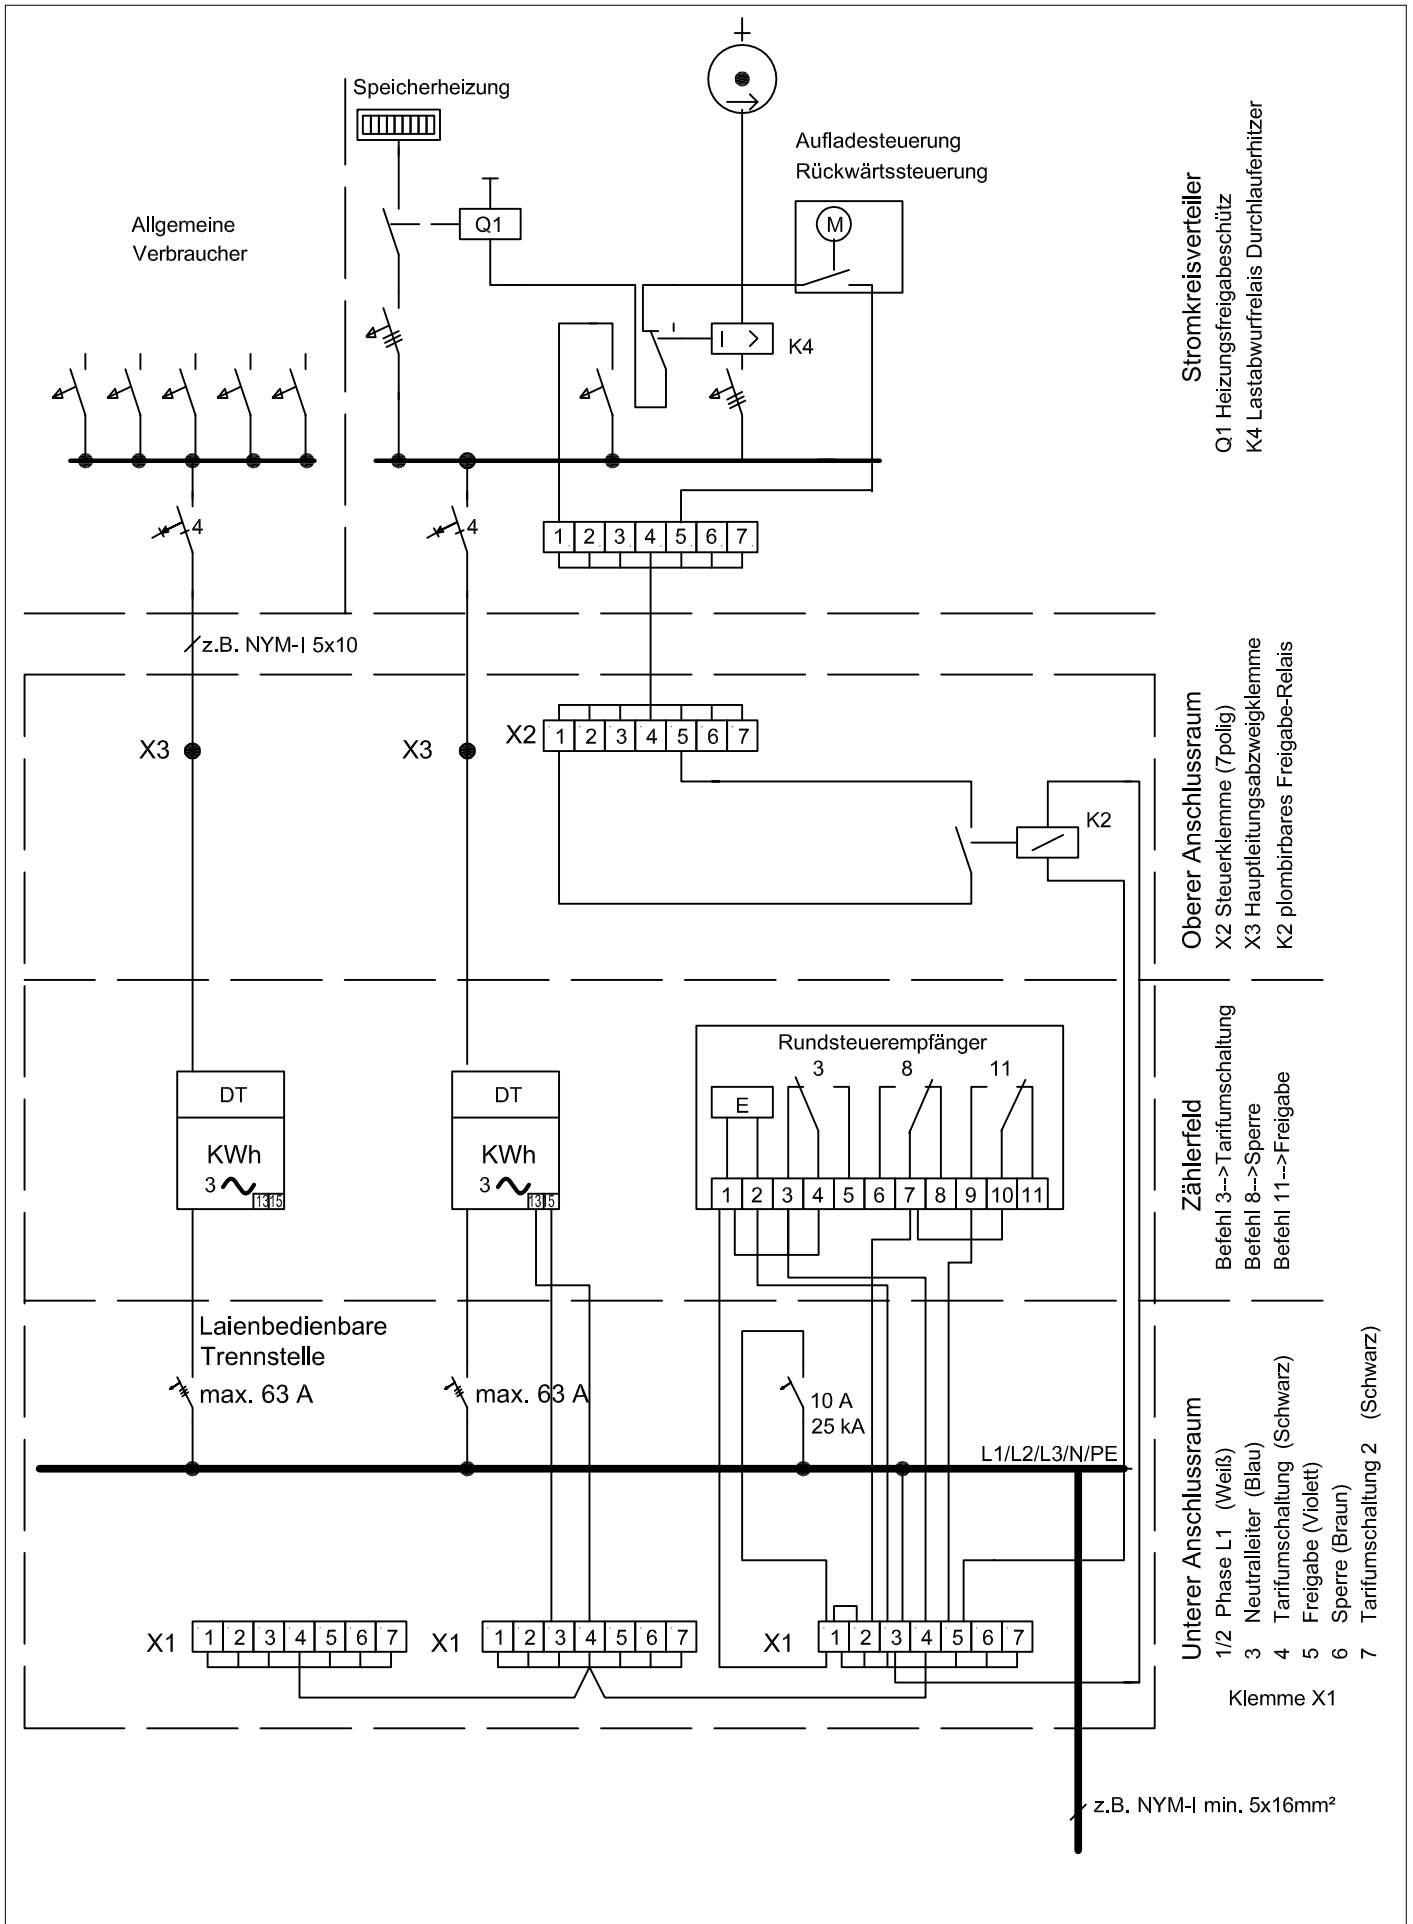 Speicherheizung
Aufladesteuerung
Rückwärtssteuerung
Allgemeine
Verbraucher
Q1
M
I >
K4
4
4
1 2 3 4 5 6 7
Stromkreisverteiler
Q1 Heizungsfreigabeschütz
K4 Lastabwurfrelais Durchlauferhitzer
z.B. NYM-I 5x10
X3
X3
X2
1 2 3 4 5 6 7
K2
Oberer Anschlussraum
X2 Steuerklemme (7polig)
X3 Hauptleitungsabzweigklemme
K2 plombirbares Freigabe-Relais
Rundsteuerempfänger
3 8 11
E
1 2 3 4 5 6 7 8 9 10 11
DT
KWh
3
13 15
DT
KWh
3
13 15
Zählerfeld
Befehl 3-->Tarifumschaltung
Befehl 8-->Sperre
Befehl 11-->Freigabe
Laienbedienbare
Trennstelle
max. 63 A
max. 63 A
10 A
25 kA
L1/L2/L3/N/PE
X1
1 2 3 4 5 6 7
X1
1 2 3 4 5 6 7
X1
1 2 3 4 5 6 7
Unterer Anschlussraum
1/2 Phase L1 (Weiß)
3 Neutralleiter (Blau)
4 Tarifumschaltung (Schwarz)
5 Freigabe (Violett)
6 Sperre (Braun)
7 Tarifumschaltung 2 (Schwarz)
Klemme X1
z.B. NYM-I min. 5x16mm²